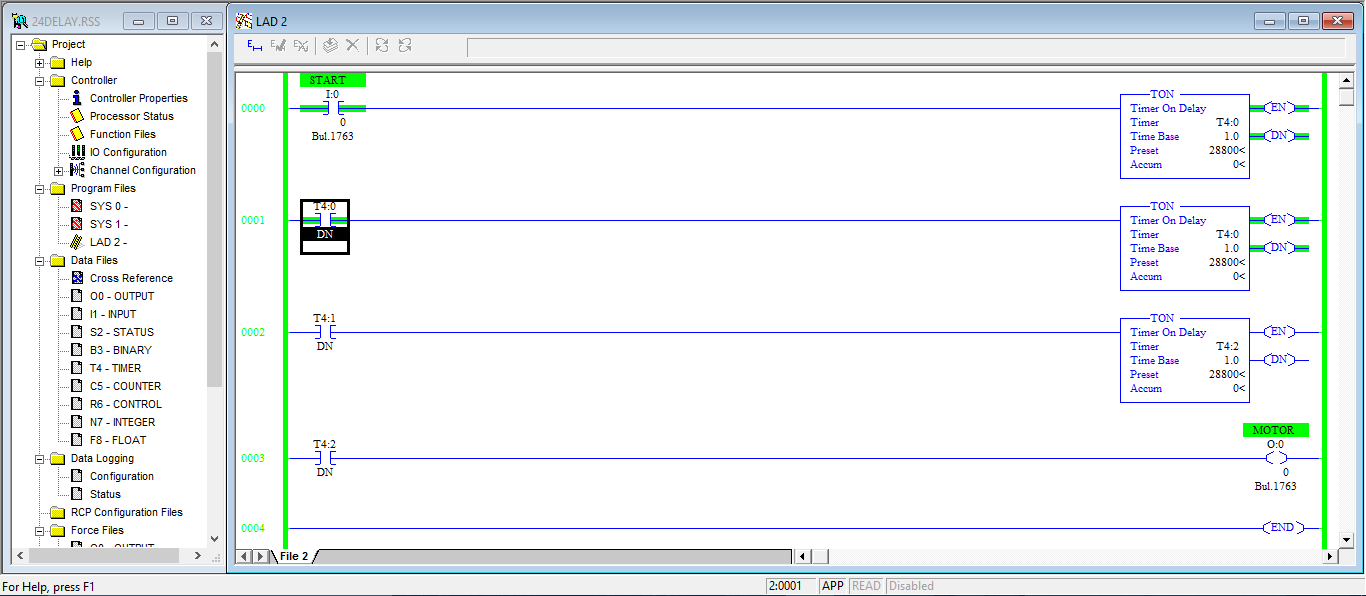 24DELAY.RSS
Project
Help
Controller
Controller Properties
Processor Status
Function Files
IO Configuration
Channel Configuration
Program Files
SYS 0 -
SYS 1 -
LAD 2 -
Data Files
Cross Reference
O0 - OUTPUT
I1 - INPUT
S2 - STATUS
B3 - BINARY
T4 - TIMER
C5 - COUNTER
R6 - CONTROL
N7 - INTEGER
F8 - FLOAT
Data Logging
Configuration
Status
RCP Configuration Files
Force Files
O0 - OUTPUT
LAD 2
START
I:0
0000
0
Bul.1763
TON
Timer On Delay
Timer T4:0
Time Base 1.0
Preset 28800<
Accum 0<
EN
DN
T4:0
0001
DN
TON
Timer On Delay
Timer T4:0
Time Base 1.0
Preset 28800<
Accum 0<
EN
DN
T4:1
0002
DN
TON
Timer On Delay
Timer T4:2
Time Base 1.0
Preset 28800<
Accum 0<
EN
DN
T4:2
0003
DN
MOTOR
O:0
0
Bul.1763
0004
END
File 2
For Help, press F1
2:0001
APP
READ
Disabled